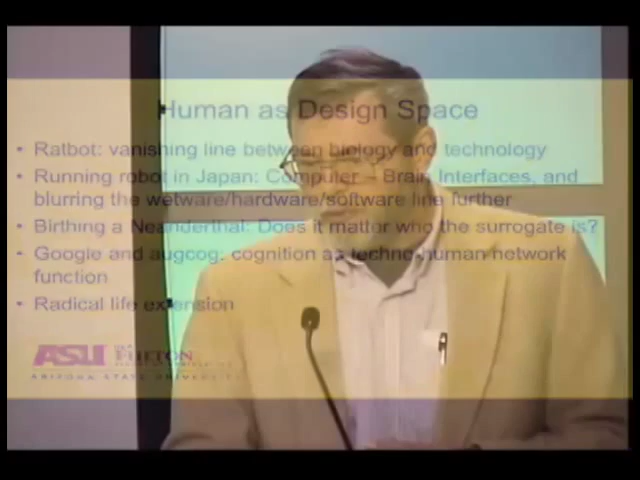 Human as Design Space
• Ratbot: vanishing line between biology and technology
• Running robot in Japan: Computer – Brain Interfaces, and
blurring the wetware/hardware/software line further
• Birthing a Neanderthal: Does it matter who the surrogate is?
• Google and augcog: cognition as techno-human network
function
• Radical life extension
ASU
FULTON
ARIZONA STATE UNIVERSITY